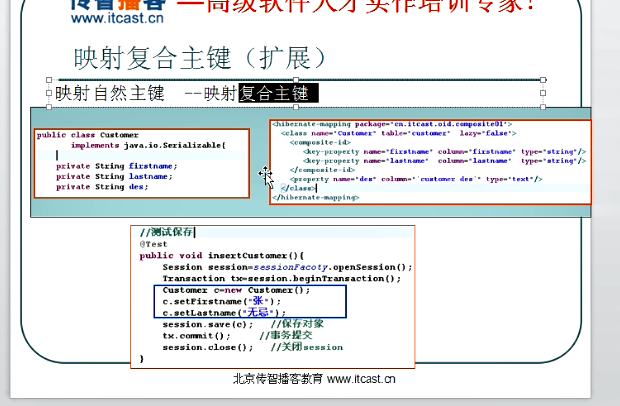 传智播客
www.itcast.cn
—高级软件人才实作培训专家!
映射复合主键（扩展）
映射自然主键 --映射复合主键
public class Customer
implements java.io.Serializable{
private String firstname;
private String lastname;
private String des;
<hibernate-mapping package="cn.itcast.oid.composite01">
<class name="Customer" table="customer" lazy="false">
<composite-id>
<key-property name="firstname" column="firstname" type="string"/>
<key-property name="lastname" column="lastname" type="string"/>
</composite-id>
<property name="des" column="`customer des`" type="text"/>
</class>
</hibernate-mapping>
//测试保存
@Test
public void insertCustomer(){
Session session=sessionFacoty.openSession();
Transaction tx=session.beginTransaction();
Customer c=new Customer();
c.setFirstname("张");
c.setLastname("无忌");
session.save(c); //保存对象
tx.commit(); //事务提交
session.close(); //关闭session
}
北京传智播客教育 www.itcast.cn